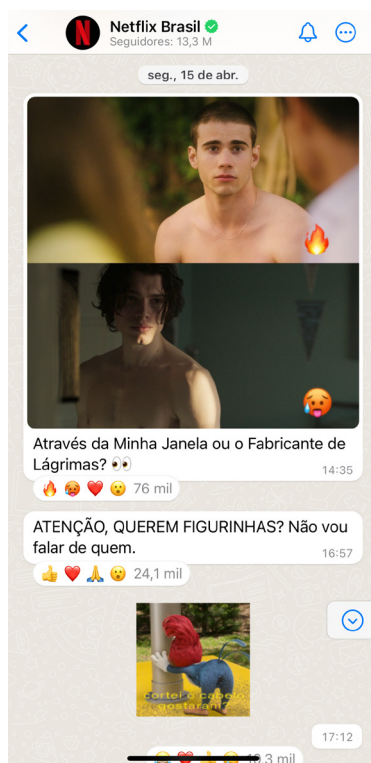 Netflix Brasil
Seguidores: 13,3 M
seg., 15 de abr.
Através da Minha Janela ou o Fabricante de
Lágrimas? 👀
14:35
🔥 🥵 ❤️ 😮 76 mil
ATENÇÃO, QUEREM FIGURINHAS? Não vou
falar de quem.
16:57
👍 ❤️ 🙏 😮 24,1 mil
cortei o cabelo
gostaram?
17:12
mil